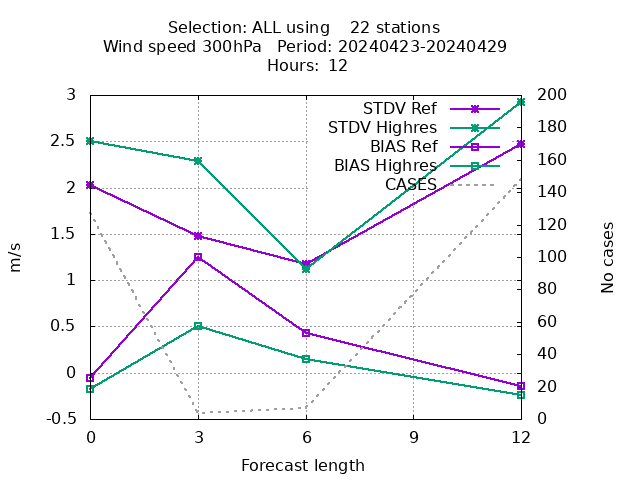 Selection: ALL using    22 stations
Wind speed 300hPa   Period: 20240423-20240429
Hours:  12
3
2.5
2
1.5
1
0.5
0
-0.5
200
180
160
140
120
100
80
60
40
20
0
STDV Ref
STDV Highres
BIAS Ref
BIAS Highres
CASES
m/s
No cases
0
3
6
9
12
Forecast length